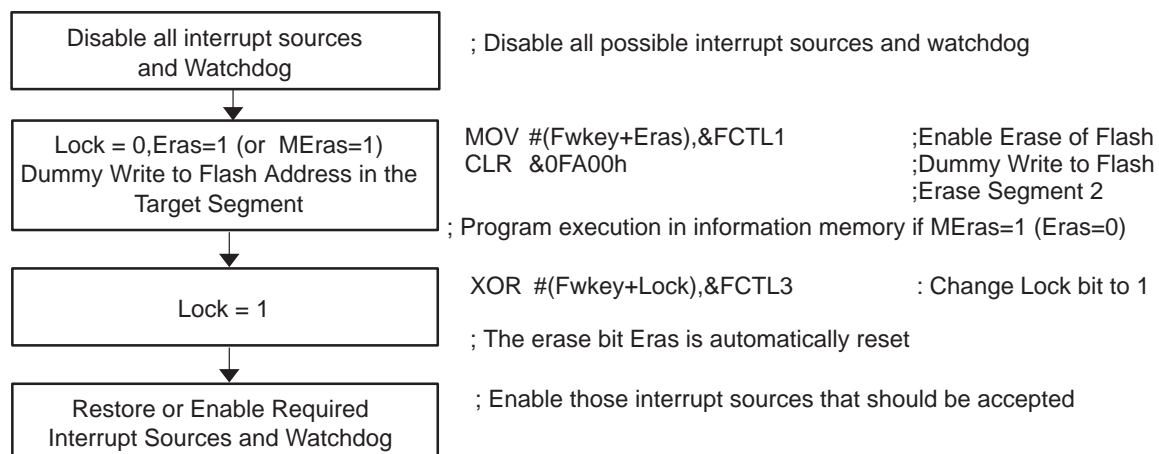 Disable all interrupt sources
and Watchdog
; Disable all possible interrupt sources and watchdog
Lock = 0,Eras=1 (or MEras=1)
Dummy Write to Flash Address in the
Target Segment
MOV #(Fwkey+Eras),&FCTL1 ;Enable Erase of Flash
CLR &0FA00h ;Dummy Write to Flash
;Erase Segment 2
; Program execution in information memory if MEras=1 (Eras=0)
Lock = 1
XOR #(Fwkey+Lock),&FCTL3 : Change Lock bit to 1
; The erase bit Eras is automatically reset
Restore or Enable Required
Interrupt Sources and Watchdog
; Enable those interrupt sources that should be accepted